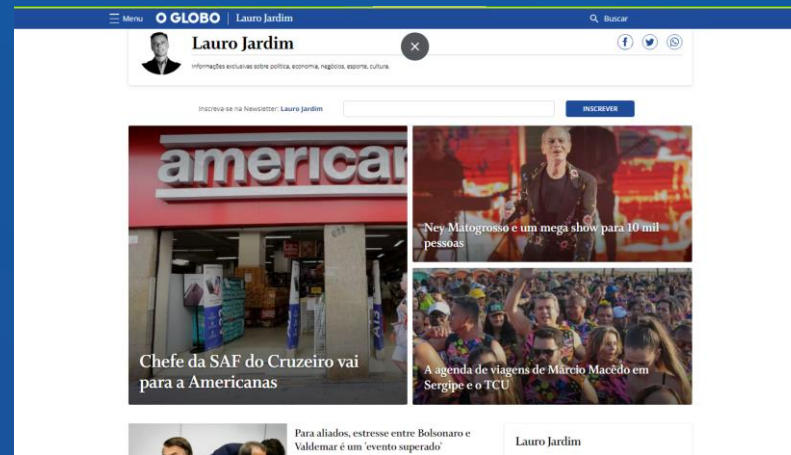 Menu O GLOBO | Lauro Jardim Buscar
Lauro Jardim
Informações exclusivas sobre política, economia, negócios, esporte, cultura.
Inscreva-se na Newsletter: Lauro Jardim INSCREVER
american
Chefe da SAF do Cruzeiro vai
para a Americanas
Ney Matogrosso e um mega show para 10 mil
pessoas
A agenda de viagens de Márcio Macêdo em
Sergipe e o TCU
Para aliados, estresse entre Bolsonaro e
Valdemar é um 'evento superado'
Lauro Jardim